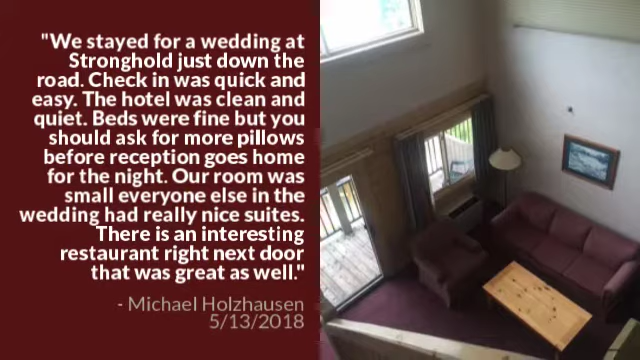 "We stayed for a wedding at
Stronghold just down the
road. Check in was quick and
easy. The hotel was clean and
quiet. Beds were fine but you
should ask for more pillows
before reception goes home
for the night. Our room was
small everyone else in the
wedding had really nice suites.
There is an interesting
restaurant right next door
that was great as well."
- Michael Holzhausen
5/13/2018